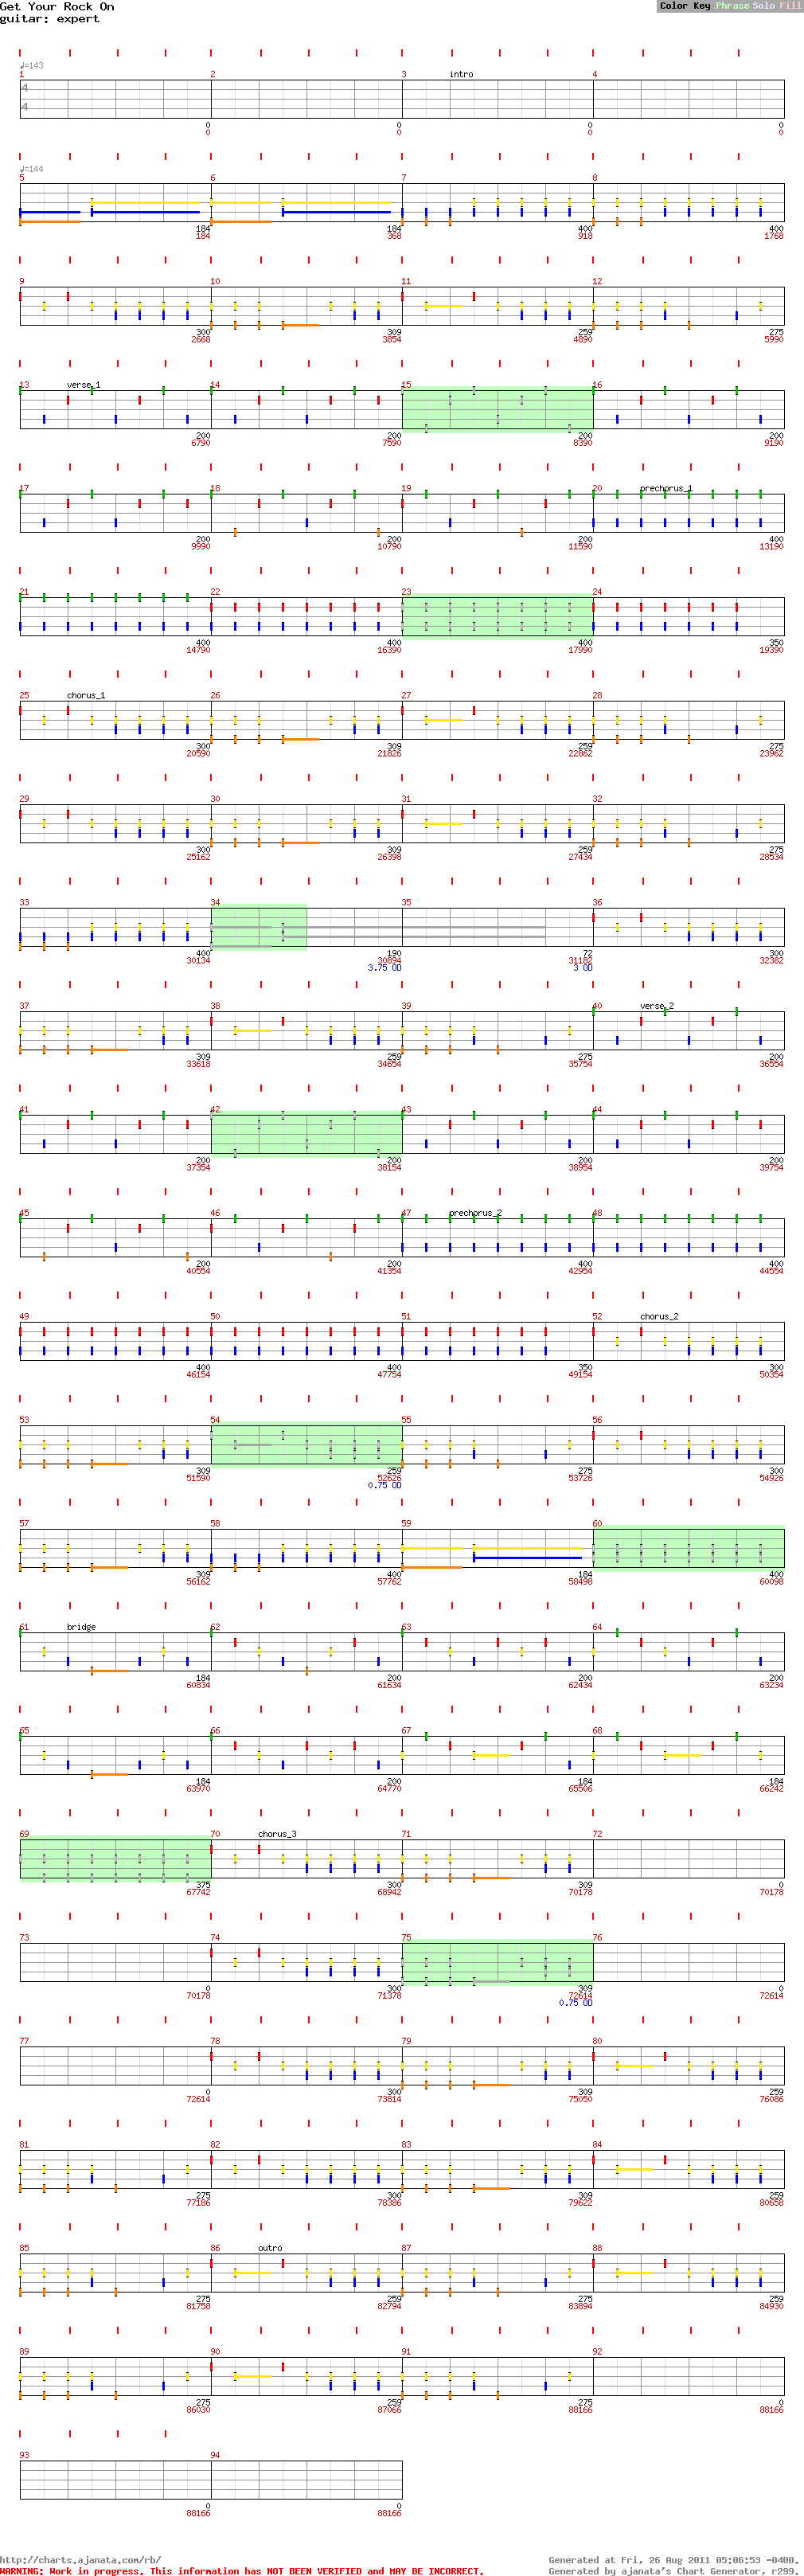 Get Your Rock On
Color Key Phrase Solo Fill
guitar: expert
♩=143
1 2 3 intro 4
4
4
0 0 0 0
0 0 0 0
♩=144
5 6 7 8
184 184 400 400
184 368 918 1768
9 10 11 12
300 309 259 275
2668 3854 4890 5990
13 verse_1 14 15 16
200 200 200 200
6790 7590 8390 9190
17 18 19 20 prechorus_1
200 200 200 400
9990 10790 11590 13190
21 22 23 24
400 400 400 350
14790 16390 17990 19390
25 chorus_1 26 27 28
300 309 259 275
20590 21826 22862 23962
29 30 31 32
300 309 259 275
25162 26398 27434 28534
33 34 35 36
400 190 72 300
30134 30894 31182 32382
3.75 OD 3 OD
37 38 39 40 verse_2
309 259 275 200
33618 34654 35754 36554
41 42 43 44
200 200 200 200
37354 38154 38954 39754
45 46 47 prechorus_2 48
200 200 400 400
40554 41354 42954 44554
49 50 51 52 chorus_2
400 400 350 300
46154 47754 49154 50354
53 54 55 56
309 259 275 300
51590 52626 53726 54926
0.75 OD
57 58 59 60
309 400 184 400
56162 57762 58498 60098
61 bridge 62 63 64
184 200 200 200
60834 61634 62434 63234
65 66 67 68
184 200 184 184
63970 64770 65506 66242
69 70 chorus_3 71 72
375 300 309 0
67742 68942 70178 70178
73 74 75 76
0 300 309 0
70178 71378 72614 72614
0.75 OD
77 78 79 80
0 300 309 259
72614 73814 75050 76086
81 82 83 84
275 300 309 259
77186 78386 79622 80658
85 86 outro 87 88
275 259 275 259
81758 82794 83894 84930
89 90 91 92
275 259 275 0
86030 87066 88166 88166
93 94
0 0
88166 88166
http://charts.ajanata.com/rb/
Generated at Fri, 26 Aug 2011 05:06:53 -0400.
WARNING: Work in progress. This information has NOT BEEN VERIFIED and MAY BE INCORRECT.
Generated by ajanata's Chart Generator, r299.